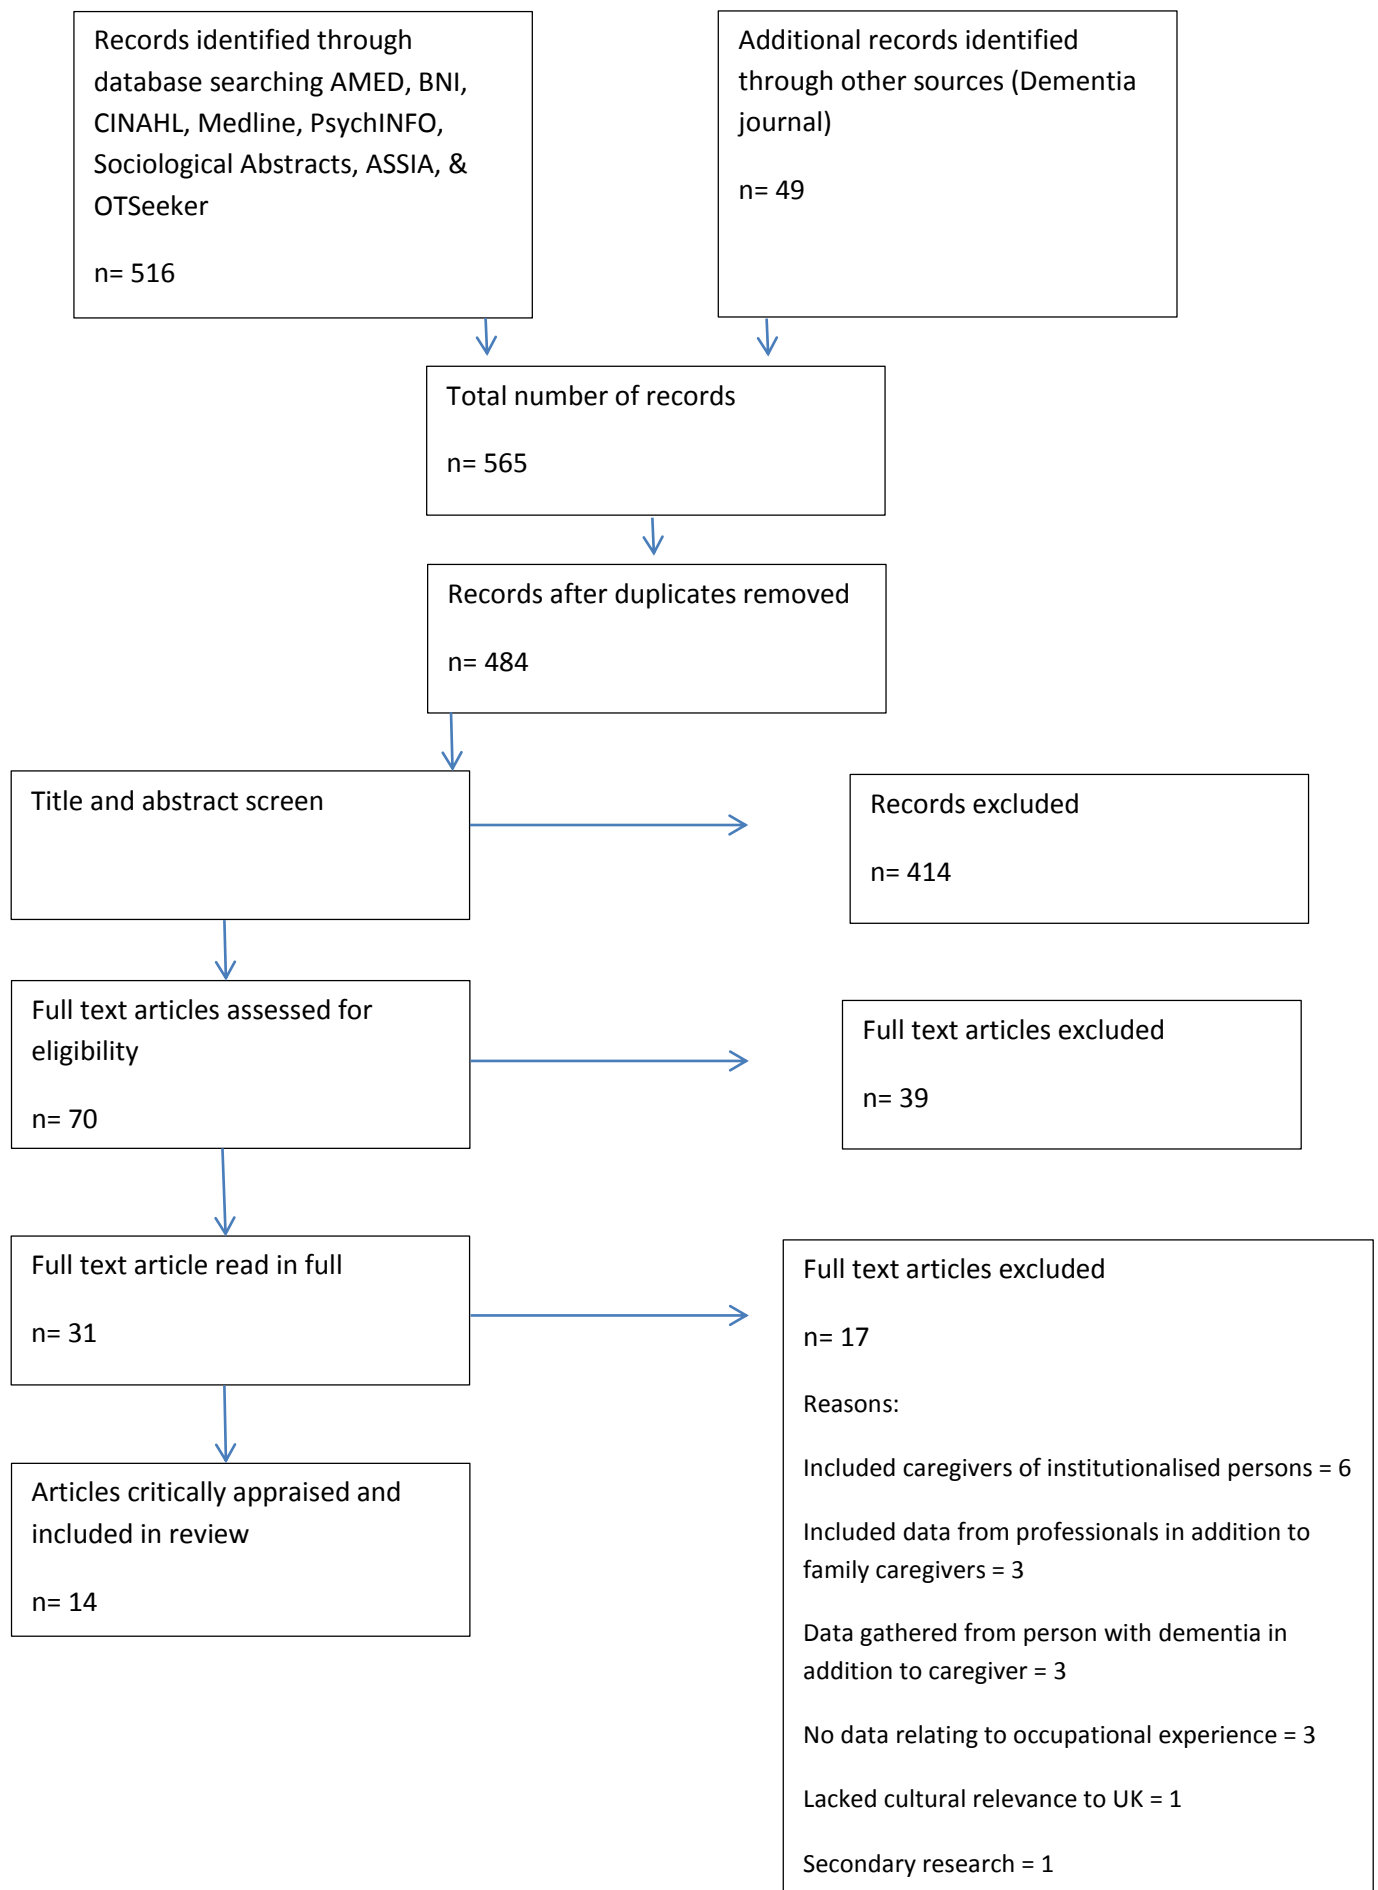 Records identified through
database searching AMED, BNI,
CINAHL, Medline, PsychINFO,
Sociological Abstracts, ASSIA, &
OTSeeker
n= 516
Additional records identified
through other sources (Dementia
journal)
n= 49
Total number of records
n= 565
Records after duplicates removed
n= 484
Title and abstract screen
Records excluded
n= 414
Full text articles assessed for
eligibility
n= 70
Full text articles excluded
n= 39
Full text article read in full
n= 31
Full text articles excluded
n= 17
Reasons:
Included caregivers of institutionalised persons = 6
Included data from professionals in addition to
family caregivers = 3
Data gathered from person with dementia in
addition to caregiver = 3
No data relating to occupational experience = 3
Lacked cultural relevance to UK = 1
Secondary research = 1
Articles critically appraised and
included in review
n= 14